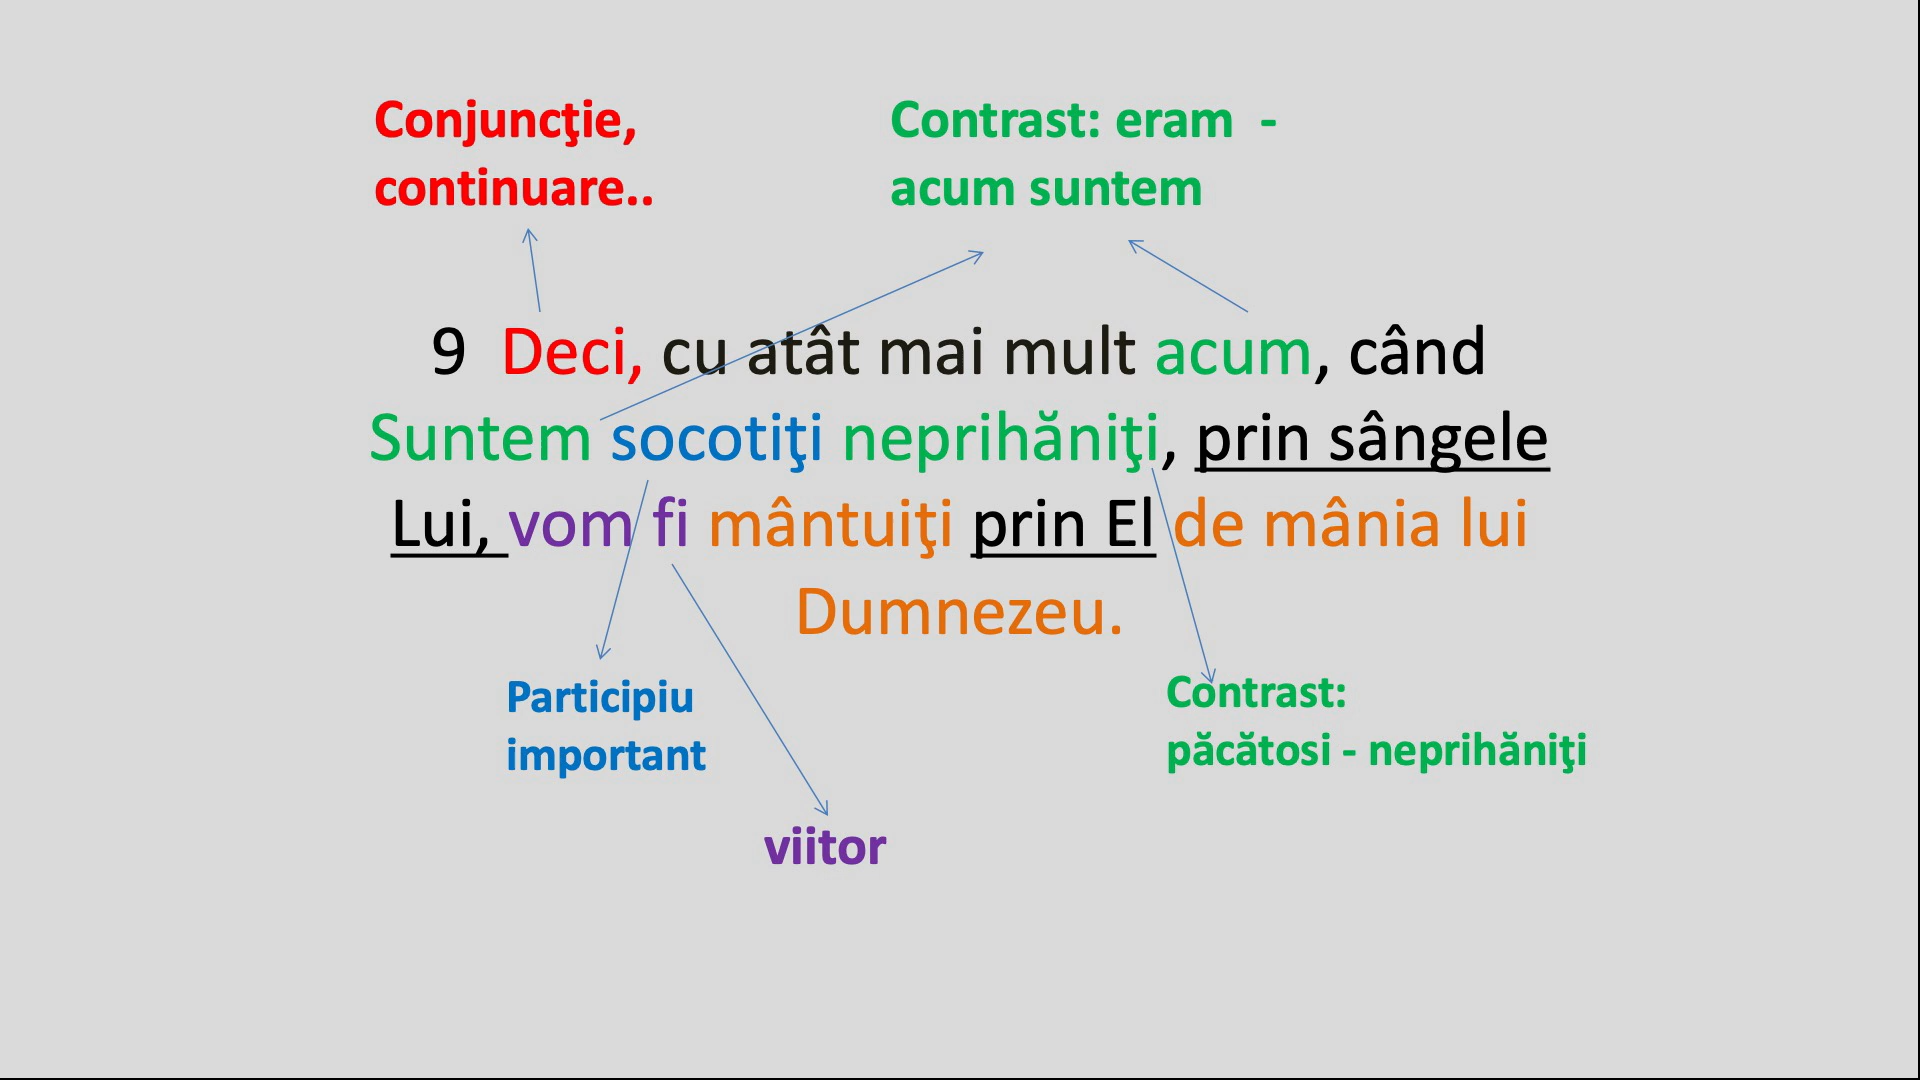 Conjuncţie,
continuare..
Contrast: eram  -
acum suntem
9  Deci, cu atât mai mult acum, când
Suntem socotiţi neprihăniţi, prin sângele
Lui, vom fi mântuiţi prin El de mânia lui
Dumnezeu.
Participiu
important
Contrast:
păcătosi - neprihăniţi
viitor